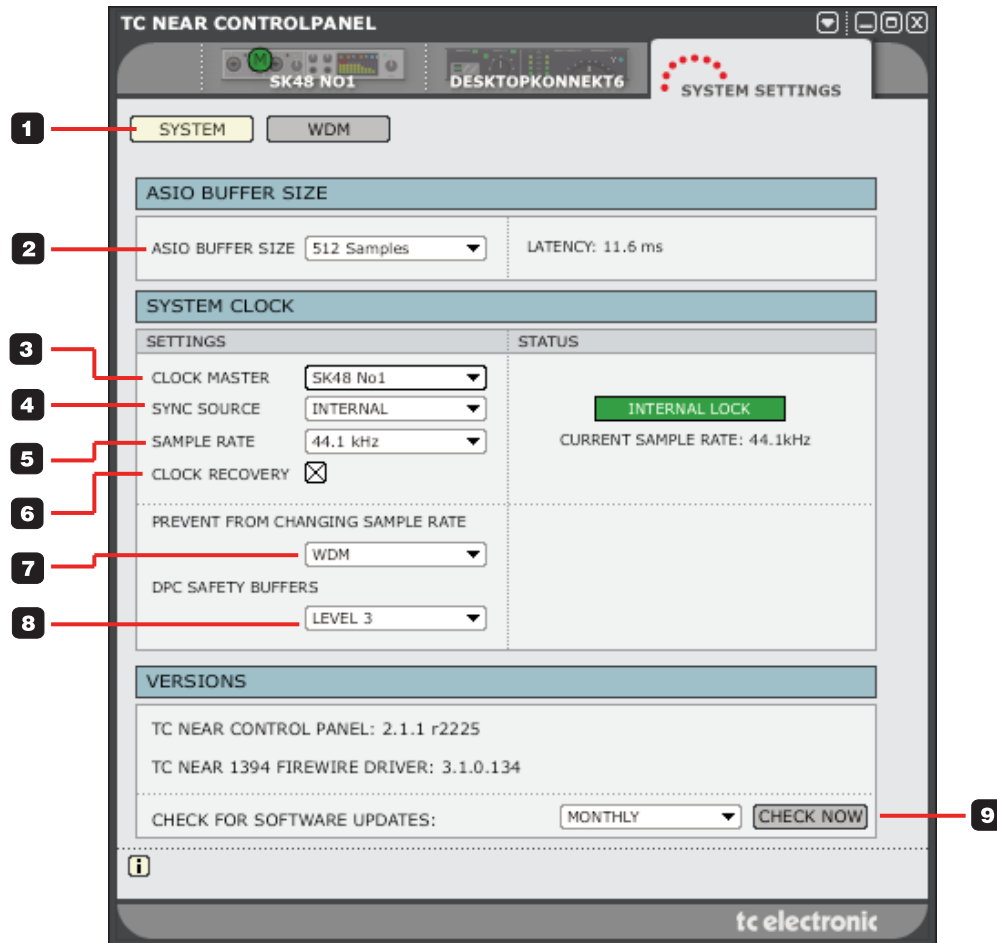 TC NEAR CONTROLPANEL
M
SK48 NO1
DESKTOPKONNEKT6
SYSTEM SETTINGS
1
SYSTEM
WDM
ASIO BUFFER SIZE
2
ASIO BUFFER SIZE 512 Samples
LATENCY: 11.6 ms
SYSTEM CLOCK
SETTINGS
STATUS
3
CLOCK MASTER SK48 No1
4
SYNC SOURCE INTERNAL
INTERNAL LOCK
5
SAMPLE RATE 44.1 kHz
CURRENT SAMPLE RATE: 44.1kHz
6
CLOCK RECOVERY
PREVENT FROM CHANGING SAMPLE RATE
7
WDM
DPC SAFETY BUFFERS
8
LEVEL 3
VERSIONS
TC NEAR CONTROL PANEL: 2.1.1 r2225
TC NEAR 1394 FIREWIRE DRIVER: 3.1.0.134
CHECK FOR SOFTWARE UPDATES: MONTHLY CHECK NOW
9
i
tc electronic